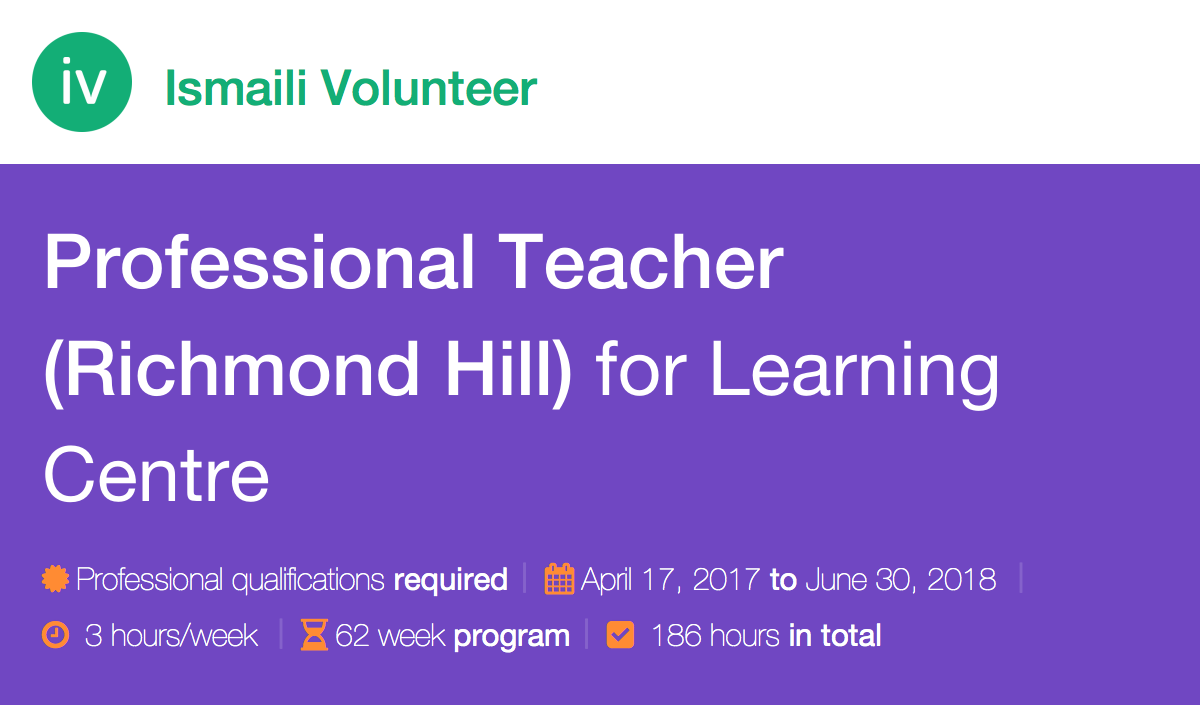 iv
Ismaili Volunteer
Professional Teacher
(Richmond Hill) for Learning
Centre
Professional qualifications required | April 17, 2017 to June 30, 2018 |
3 hours/week | 62 week program | 186 hours in total